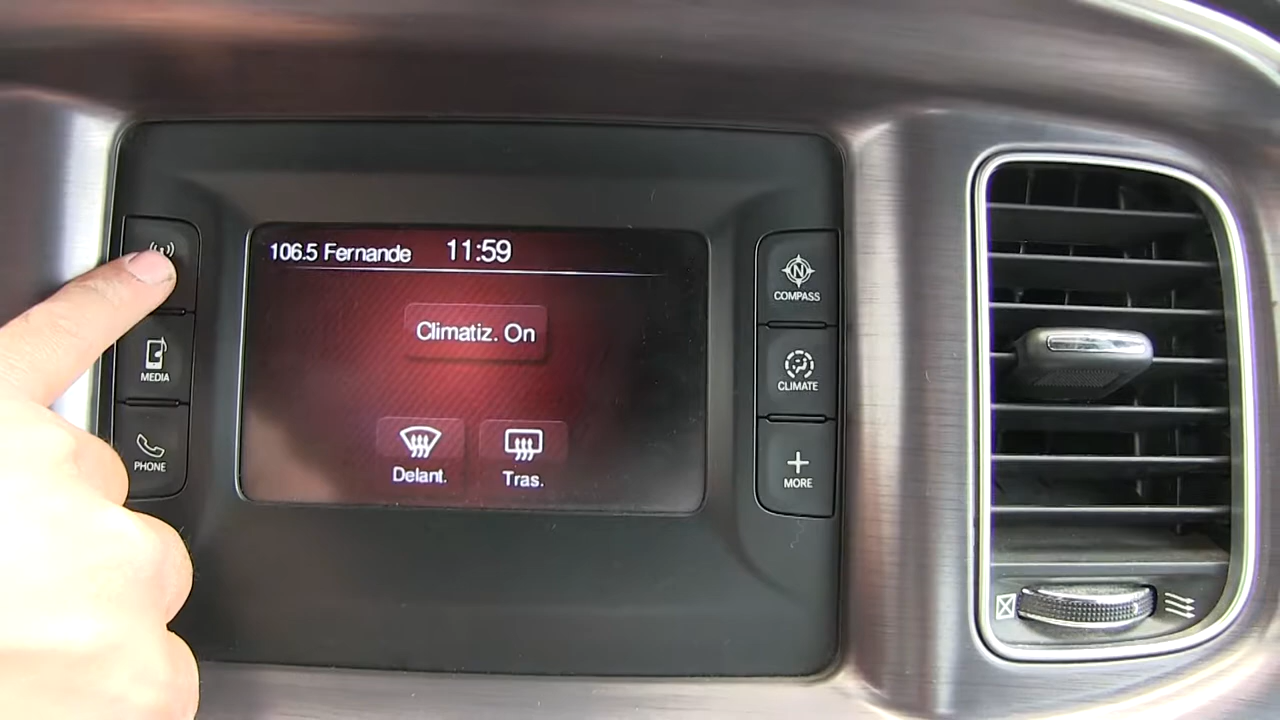 106.5 Fernande 11:59
Climatiz. On
Delant. Tras.
MEDIA
PHONE
COMPASS
CLIMATE
MORE